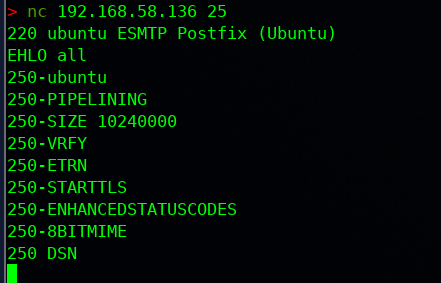 > nc 192.168.58.136 25
220 ubuntu ESMTP Postfix (Ubuntu)
EHLO all
250-ubuntu
250-PIPELINING
250-SIZE 10240000
250-VRFY
250-ETRN
250-STARTTLS
250-ENHANCEDSTATUSCODES
250-8BITMIME
250 DSN